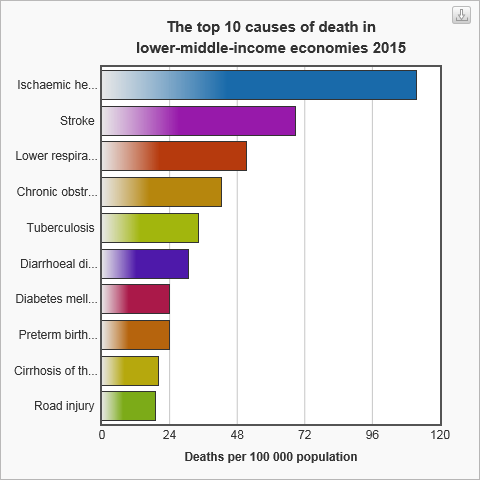 The top 10 causes of death in
lower-middle-income economies 2015
Ischaemic he...
Stroke
Lower respira...
Chronic obstr...
Tuberculosis
Diarrhoeal di...
Diabetes mell...
Preterm birth...
Cirrhosis of th...
Road injury
0 24 48 72 96 120
Deaths per 100 000 population